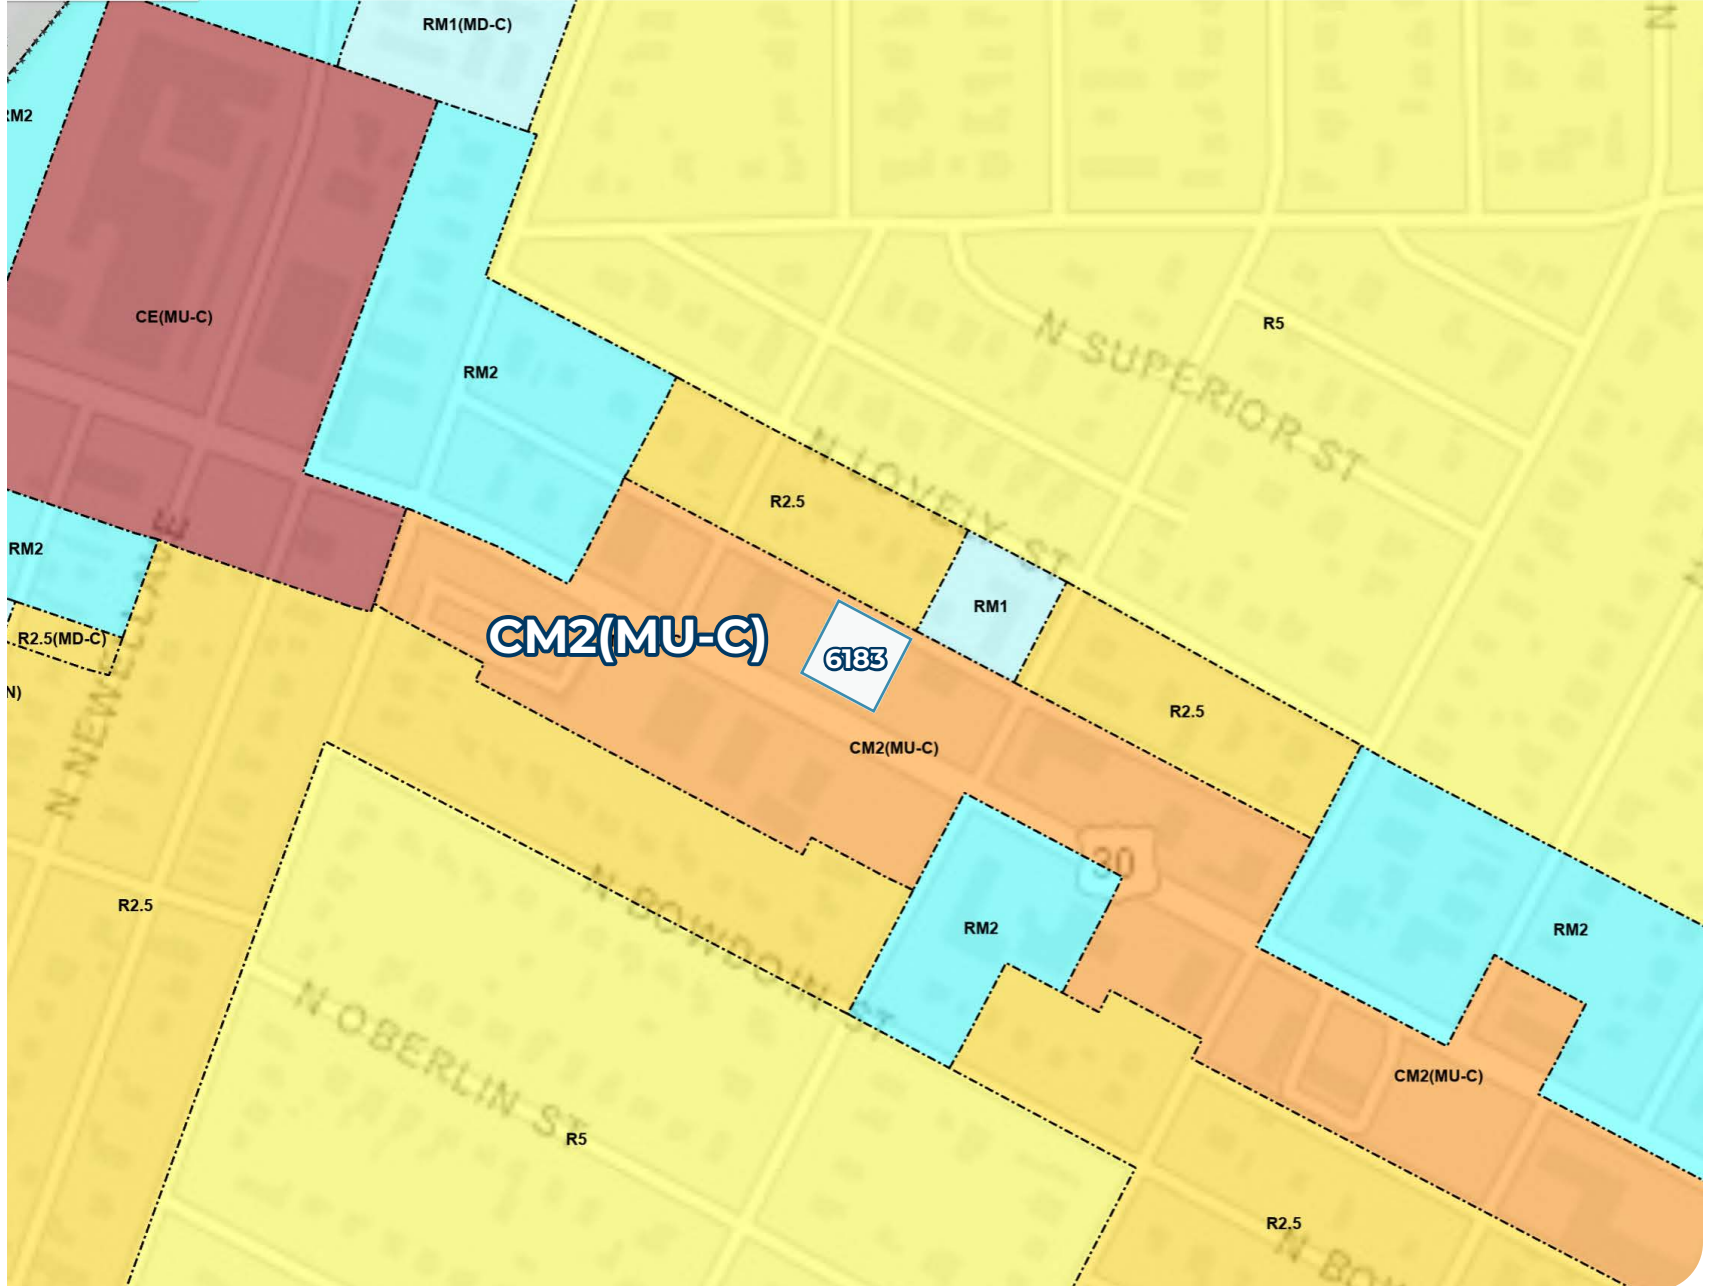 RM1(MD-C)
N
RM2
CE(MU-C)
N SUPERIOR ST
R5
RM2
N LOVELY ST
R2.5
RM2
RM1
CM2(MU-C)
6183
R2.5(MD-C)
N NEWELL AVE
N)
R2.5
CM2(MU-C)
30
R2.5
N BOWDOIN ST
RM2
RM2
N OBERLIN ST
CM2(MU-C)
R5
R2.5
N BOW